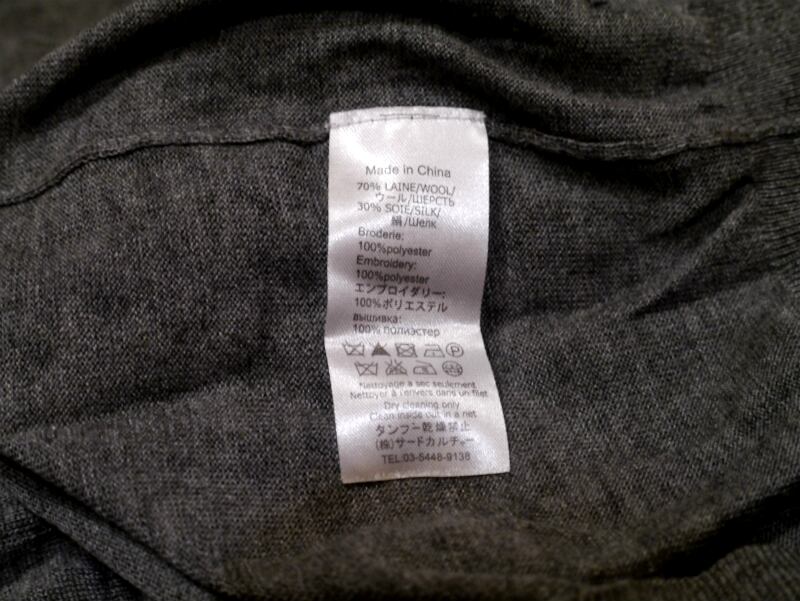 Made in China
70% LAINE/WOOL/
ウール/ШЕРСТЬ
30% SOIE/SILK/
絹/Шелк
Broderie:
100%polyester
Embroidery:
100%polyester
エンブロイダリー:
100%ポリエステル
вышивка:
100% полиэстер
P
Nettoyage à sec seulement
Nettoyer à l'envers dans un filet
Dry cleaning only
Clean inside out in a net
タンブー乾燥禁止
(株)サードカルチャー
TEL:03-5448-9138